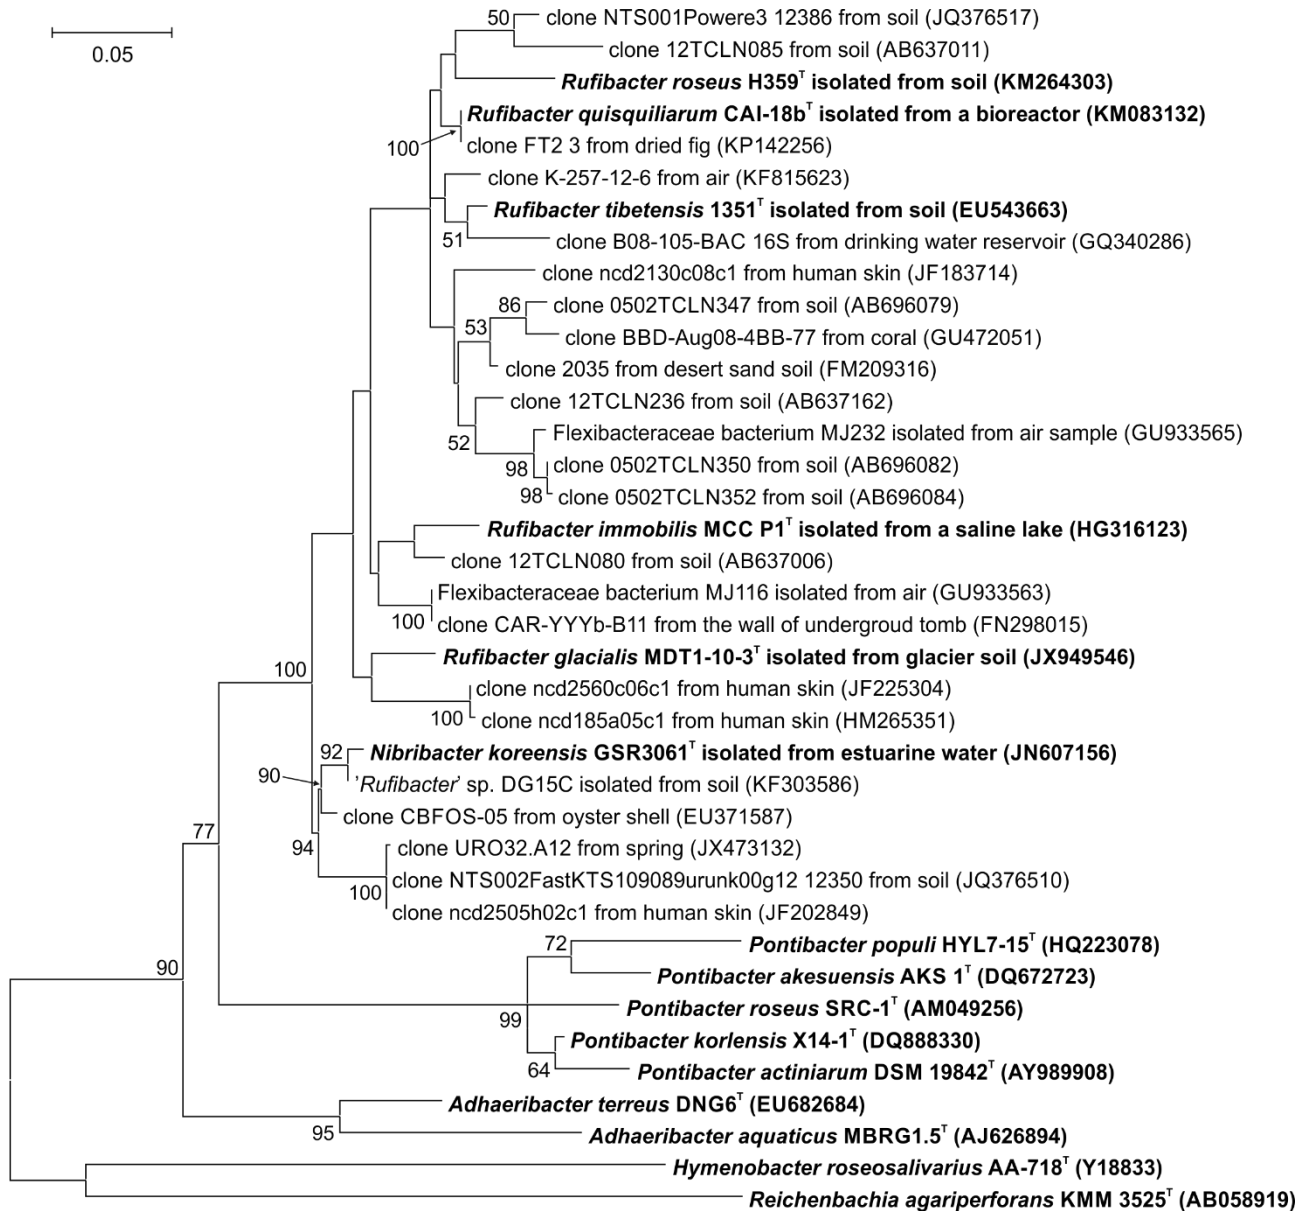 50 clone NTS001Powere3 12386 from soil (JQ376517)
0.05
clone 12TCLN085 from soil (AB637011)
Rufibacter roseus H359T isolated from soil (KM264303)
Rufibacter quisquiliarum CAI-18bT isolated from a bioreactor (KM083132)
100
clone FT2 3 from dried fig (KP142256)
clone K-257-12-6 from air (KF815623)
Rufibacter tibetensis 1351T isolated from soil (EU543663)
51
clone B08-105-BAC 16S from drinking water reservoir (GQ340286)
clone ncd2130c08c1 from human skin (JF183714)
86 clone 0502TCLN347 from soil (AB696079)
53
clone BBD-Aug08-4BB-77 from coral (GU472051)
clone 2035 from desert sand soil (FM209316)
clone 12TCLN236 from soil (AB637162)
52
Flexibacteraceae bacterium MJ232 isolated from air sample (GU933565)
98 clone 0502TCLN350 from soil (AB696082)
98 clone 0502TCLN352 from soil (AB696084)
Rufibacter immobilis MCC P1T isolated from a saline lake (HG316123)
clone 12TCLN080 from soil (AB637006)
Flexibacteraceae bacterium MJ116 isolated from air (GU933563)
100 clone CAR-YYYb-B11 from the wall of undergroud tomb (FN298015)
Rufibacter glacialis MDT1-10-3T isolated from glacier soil (JX949546)
100
clone ncd2560c06c1 from human skin (JF225304)
100 clone ncd185a05c1 from human skin (HM265351)
92 Nibribacter koreensis GSR3061T isolated from estuarine water (JN607156)
90
'Rufibacter' sp. DG15C isolated from soil (KF303586)
clone CBFOS-05 from oyster shell (EU371587)
77
94
clone URO32.A12 from spring (JX473132)
100 clone NTS002FastKTS109089urunk00g12 12350 from soil (JQ376510)
clone ncd2505h02c1 from human skin (JF202849)
72 Pontibacter populi HYL7-15T (HQ223078)
90
Pontibacter akesuensis AKS 1T (DQ672723)
Pontibacter roseus SRC-1T (AM049256)
99
Pontibacter korlensis X14-1T (DQ888330)
64 Pontibacter actiniarum DSM 19842T (AY989908)
Adhaeribacter terreus DNG6T (EU682684)
95 Adhaeribacter aquaticus MBRG1.5T (AJ626894)
Hymenobacter roseosalivarius AA-718T (Y18833)
Reichenbachia agariperforans KMM 3525T (AB058919)